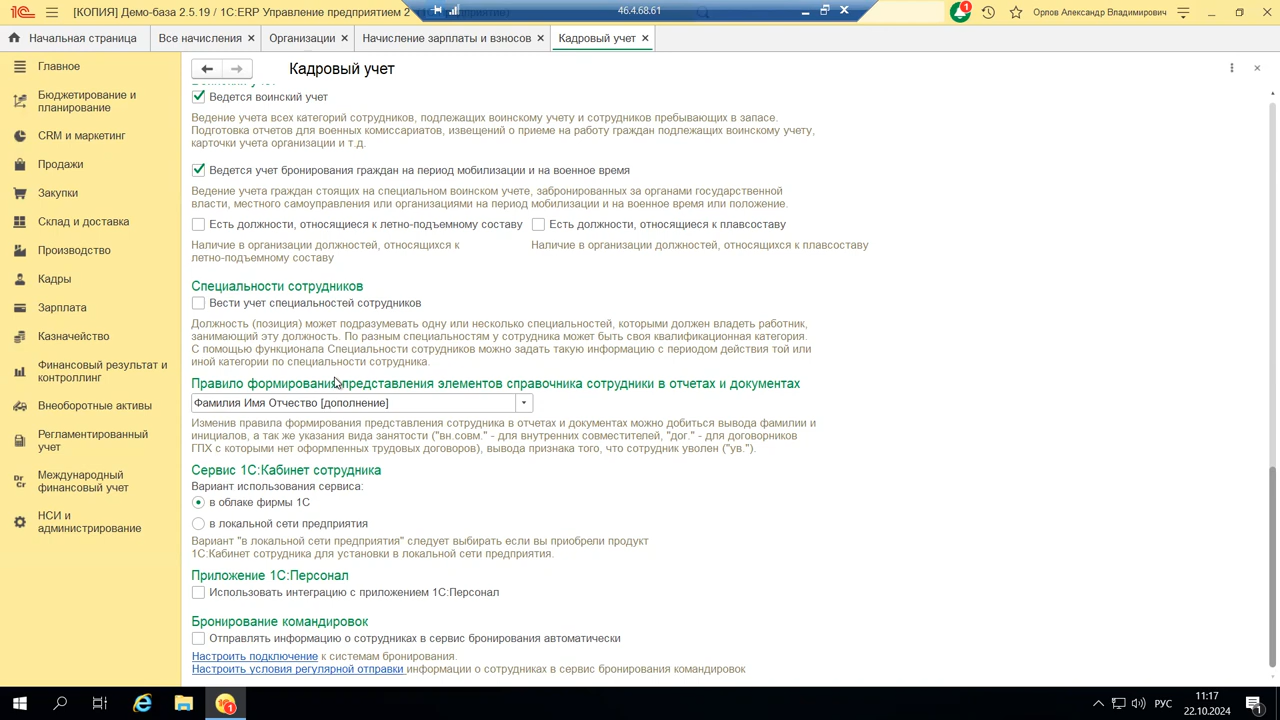 [КОПИЯ] Демо-база 2.5.19 / 1С:ERP Управление предприятием 2
46.4.68.61
1
Орлов Александр Владимирович
Начальная страница
Все начисления
Организации
Начисление зарплаты и взносов
Кадровый учет
Главное
Бюджетирование и
планирование
CRM и маркетинг
Продажи
Закупки
Склад и доставка
Производство
Кадры
Зарплата
Казначейство
Финансовый результат и
контроллинг
Внеоборотные активы
Регламентированный
учет
Международный
финансовый учет
НСИ и
администрирование
Кадровый учет
Ведется воинский учет
Ведение учета всех категорий сотрудников, подлежащих воинскому учету и сотрудников пребывающих в запасе.
Подготовка отчетов для военных комиссариатов, извещений о приеме на работу граждан подлежащих воинскому учету,
карточки учета организации и т.д.
Ведется учет бронирования граждан на период мобилизации и на военное время
Ведение учета граждан стоящих на специальном воинском учете, забронированных за органами государственной
власти, местного самоуправления или организациями на период мобилизации и на военное время или положение.
Есть должности, относящиеся к летно-подъемному составу
Есть должности, относящиеся к плавсоставу
Наличие в организации должностей, относящихся к
летно-подъемному составу
Наличие в организации должностей, относящихся к плавсоставу
Специальности сотрудников
Вести учет специальностей сотрудников
Должность (позиция) может подразумевать одну или несколько специальностей, которыми должен владеть работник,
занимающий эту должность. По разным специальностям у сотрудника может быть своя квалификационная категория.
С помощью функционала Специальности сотрудников можно задать такую информацию с периодом действия той или
иной категории по специальности сотрудника.
Правило формирования представления элементов справочника сотрудники в отчетах и документах
Фамилия Имя Отчество [дополнение]
Изменив правила формирования представления сотрудника в отчетах и документах можно добиться вывода фамилии и
инициалов, а так же указания вида занятости ("вн.совм." - для внутренних совместителей, "дог." - для договорников
ГПХ с которыми нет оформленных трудовых договоров), вывода признака того, что сотрудник уволен ("ув.").
Сервис 1С:Кабинет сотрудника
Вариант использования сервиса:
в облаке фирмы 1С
в локальной сети предприятия
Вариант "в локальной сети предприятия" следует выбирать если вы приобрели продукт
1С:Кабинет сотрудника для установки в локальной сети предприятия.
Приложение 1С:Персонал
Использовать интеграцию с приложением 1С:Персонал
Бронирование командировок
Отправлять информацию о сотрудниках в сервис бронирования автоматически
Настроить подключение к системам бронирования.
Настроить условия регулярной отправки информации о сотрудниках в сервис бронирования командировок
РУС
11:17
22.10.2024